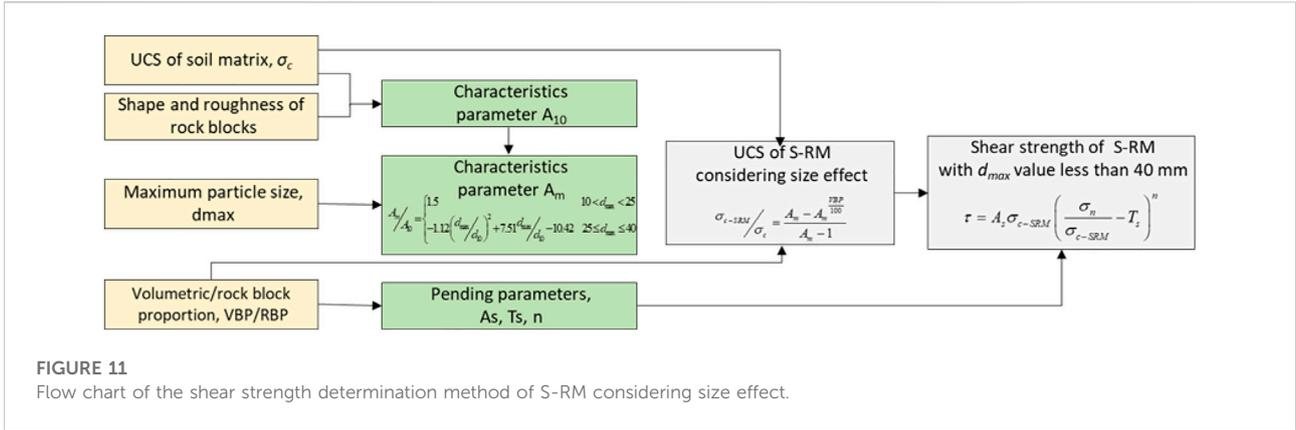 UCS of soil matrix, σc
Shape and roughness of
rock blocks
Maximum particle size,
dmax
Volumetric/rock block
proportion, VBP/RBP
Characteristics
parameter A10
Characteristics
parameter Am
Am/A10 = { 1.5 10<dmax<25
-1.12(dmax/d10)² +7.51dmax/d10 -10.42 25≤dmax≤40
Pending parameters,
As, Ts, n
UCS of S-RM
considering size effect
σc-SRM/σc = (Am - Am^(VBP/100))/(Am - 1)
Shear strength of S-RM
with dmax value less than 40 mm
τ = Asσc-SRM(σn/σc-SRM - Ts)^n
FIGURE 11
Flow chart of the shear strength determination method of S-RM considering size effect.